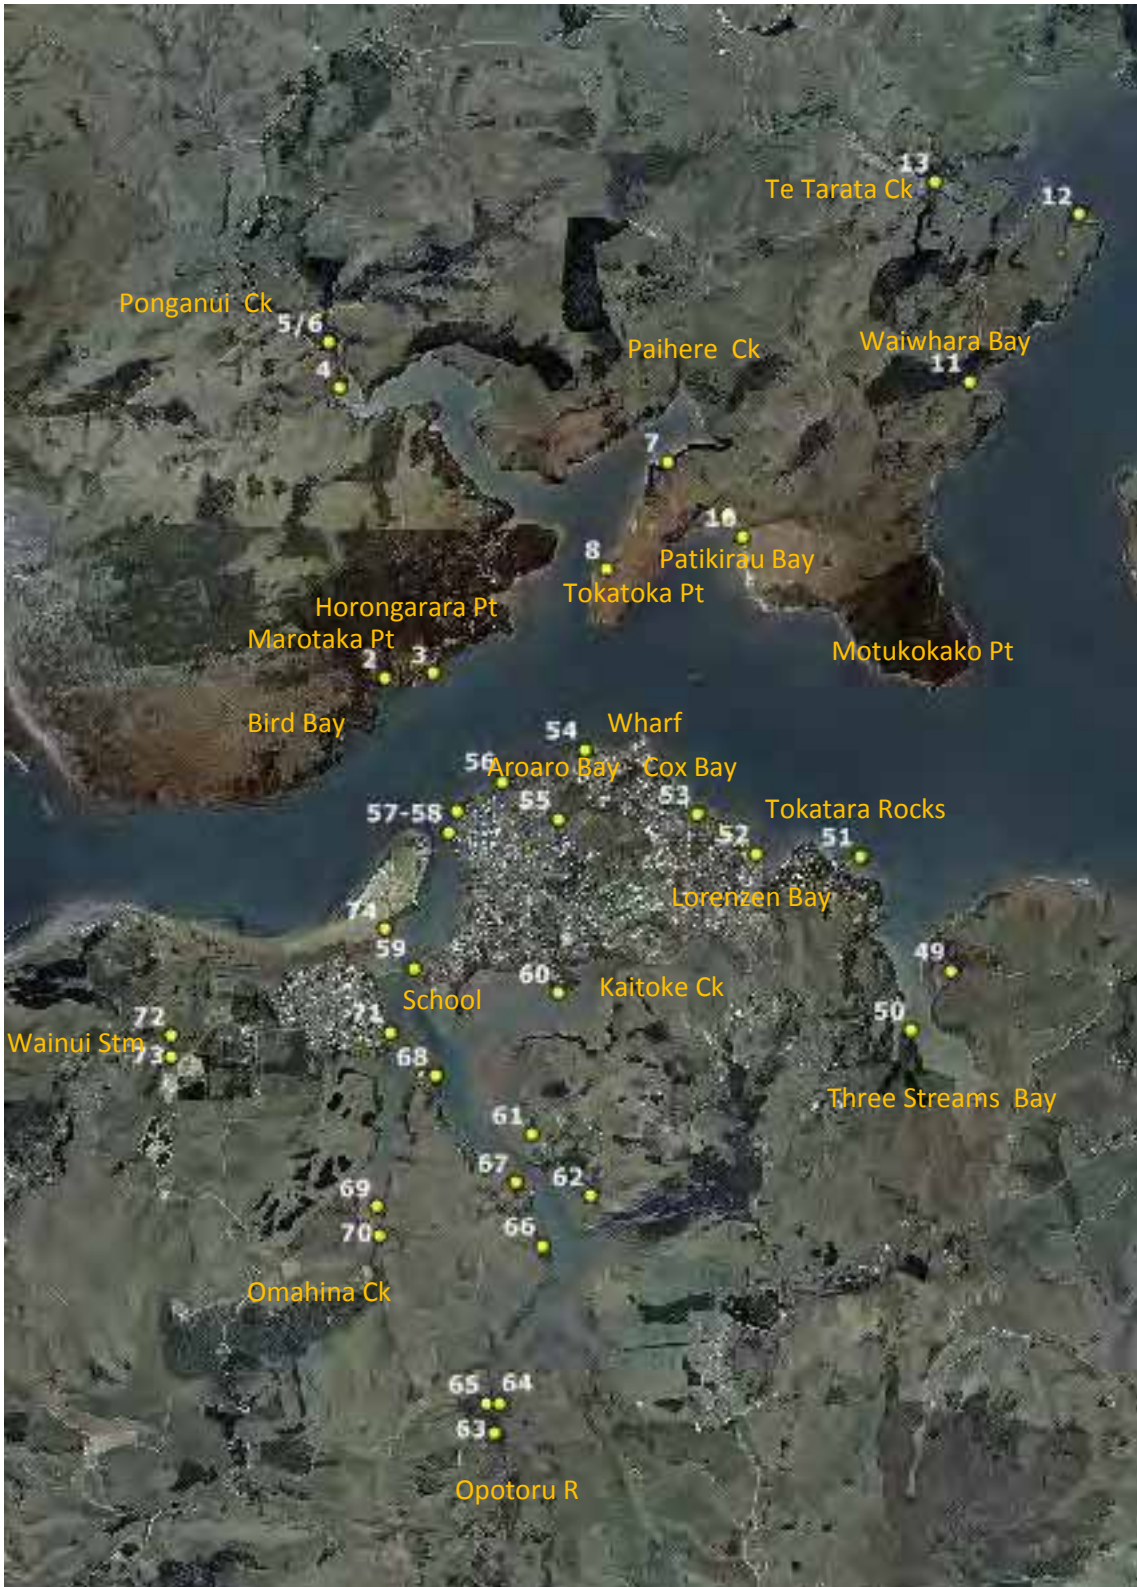 13
Te Tarata Ck
12
Ponganui Ck
5/6
Waiwhara Bay
Paihere Ck
11
4
7
10
8
Patikirau Bay
Tokatoka Pt
Horongarara Pt
Marotaka Pt
Motukokako Pt
2
3
Bird Bay
Wharf
54
56
Aroaro Bay
Cox Bay
57-58
55
53
Tokatara Rocks
52
51
Lorenzen Bay
74
59
49
60
School
Kaitoke Ck
72
71
50
Wainui Stm
73
68
Three Streams Bay
61
67
62
69
70
66
Omahina Ck
65
64
63
Opotoru R